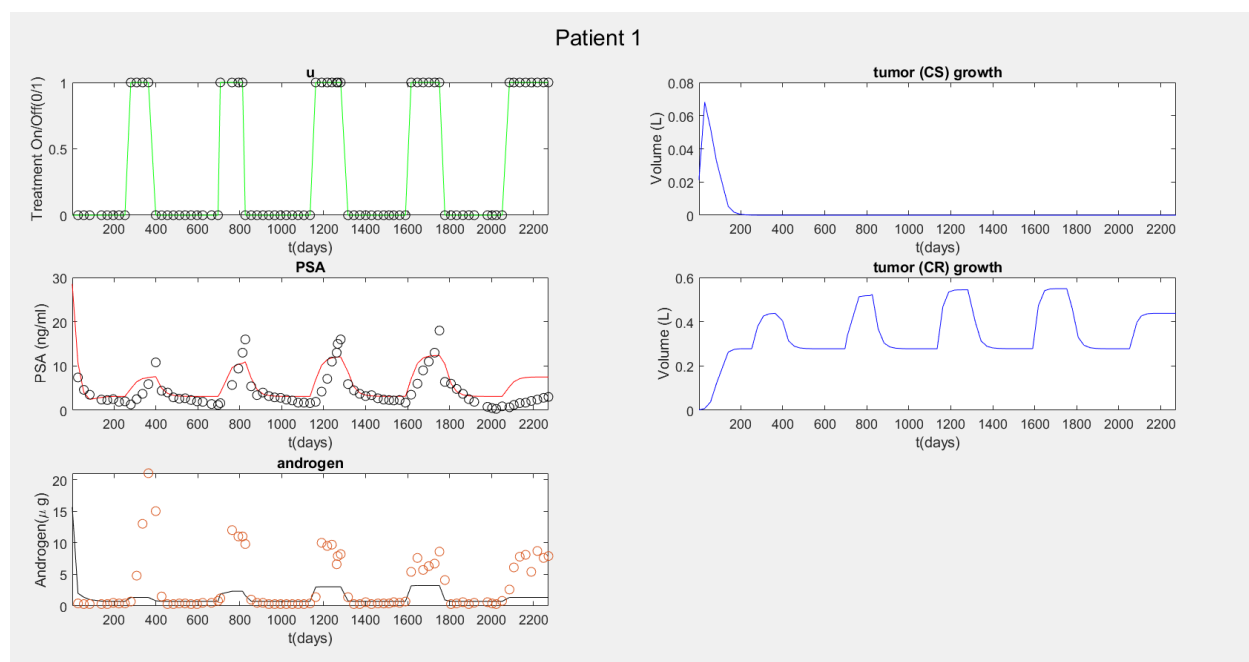 Patient 1
u
Treatment On/Off(0/1)
1
0.5
0
200 400 600 800 1000 1200 1400 1600 1800 2000 2200
t(days)
tumor (CS) growth
Volume (L)
0.08
0.06
0.04
0.02
0
200 400 600 800 1000 1200 1400 1600 1800 2000 2200
t(days)
PSA
PSA (ng/ml)
30
20
10
0
200 400 600 800 1000 1200 1400 1600 1800 2000 2200
t(days)
tumor (CR) growth
Volume (L)
0.6
0.4
0.2
0
200 400 600 800 1000 1200 1400 1600 1800 2000 2200
t(days)
androgen
Androgen(μ g)
20
15
10
5
0
200 400 600 800 1000 1200 1400 1600 1800 2000 2200
t(days)